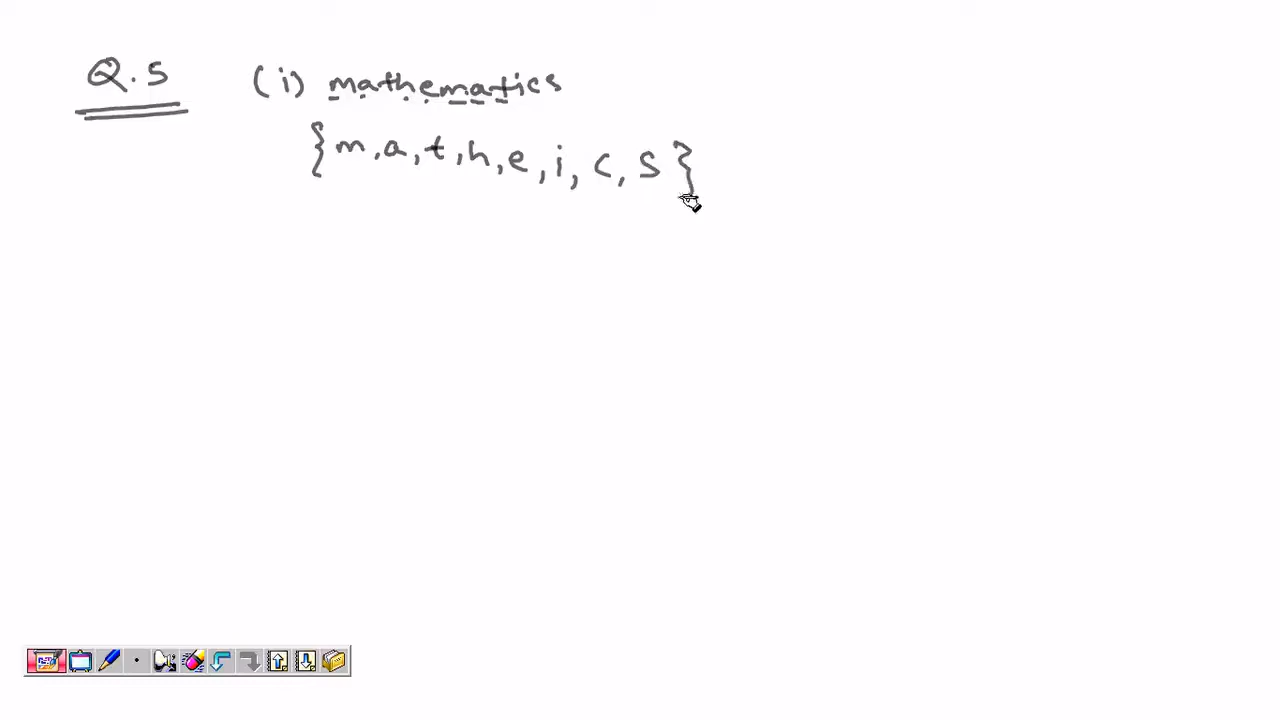 Q.5 (i) mathematics
{m, a, t, h, e, i, c, s}